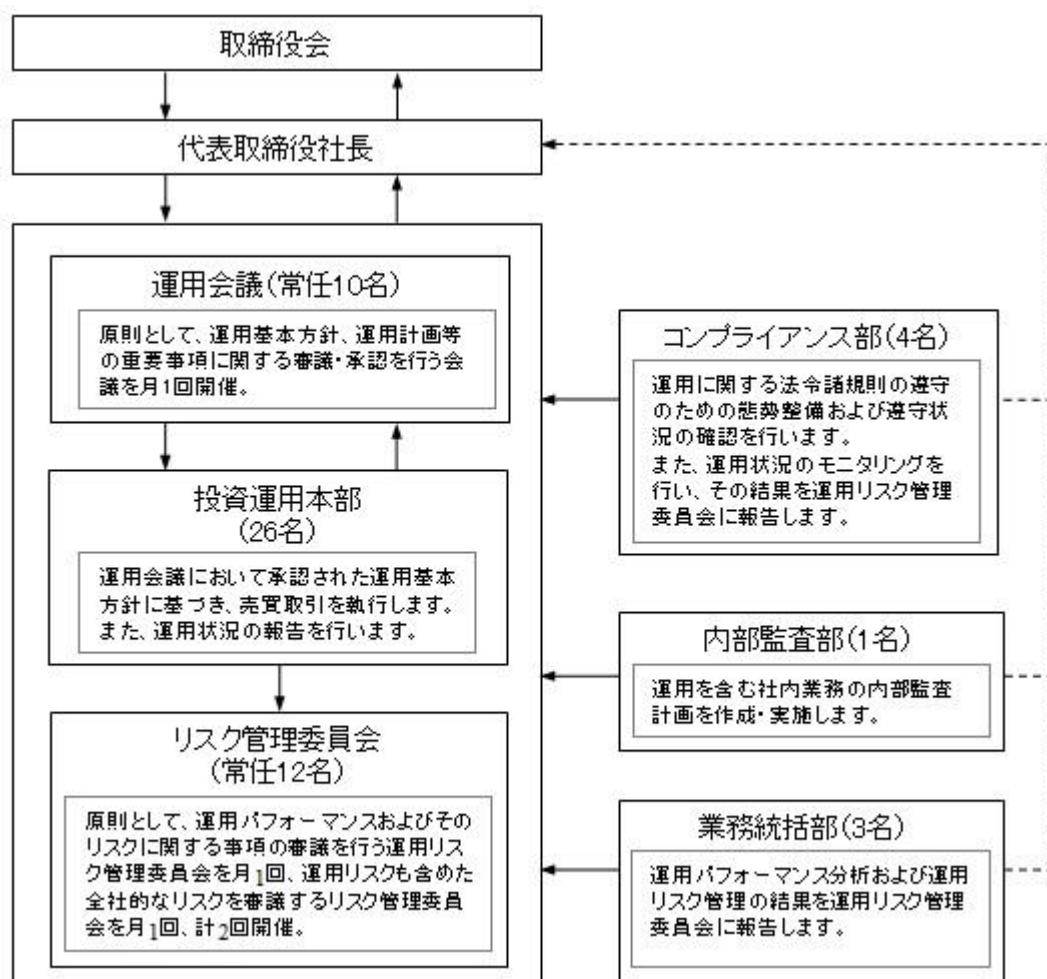 取締役会
代表取締役社長
運用会議(常任10名)
原則として、運用基本方針、運用計画等
の重要事項に関する審議・承認を行う会
議を月1回開催。
投資運用本部
(26名)
運用会議において承認された運用基本
方針に基づき、売買取引を執行します。
また、運用状況の報告を行います。
リスク管理委員会
(常任12名)
原則として、運用パフォーマンスおよびその
リスクに関する事項の審議を行う運用リス
ク管理委員会を月1回、運用リスクも含めた
全社的なリスクを審議するリスク管理委員
会を月1回、計2回開催。
コンプライアンス部(4名)
運用に関する法令諸規則の遵守
のための態勢整備および遵守状
況の確認を行います。
また、運用状況のモニタリングを
行い、その結果を運用リスク管理
委員会に報告します。
内部監査部(1名)
運用を含む社内業務の内部監査
計画を作成・実施します。
業務統括部(3名)
運用パフォーマンス分析および運用
リスク管理の結果を運用リスク管理
委員会に報告します。